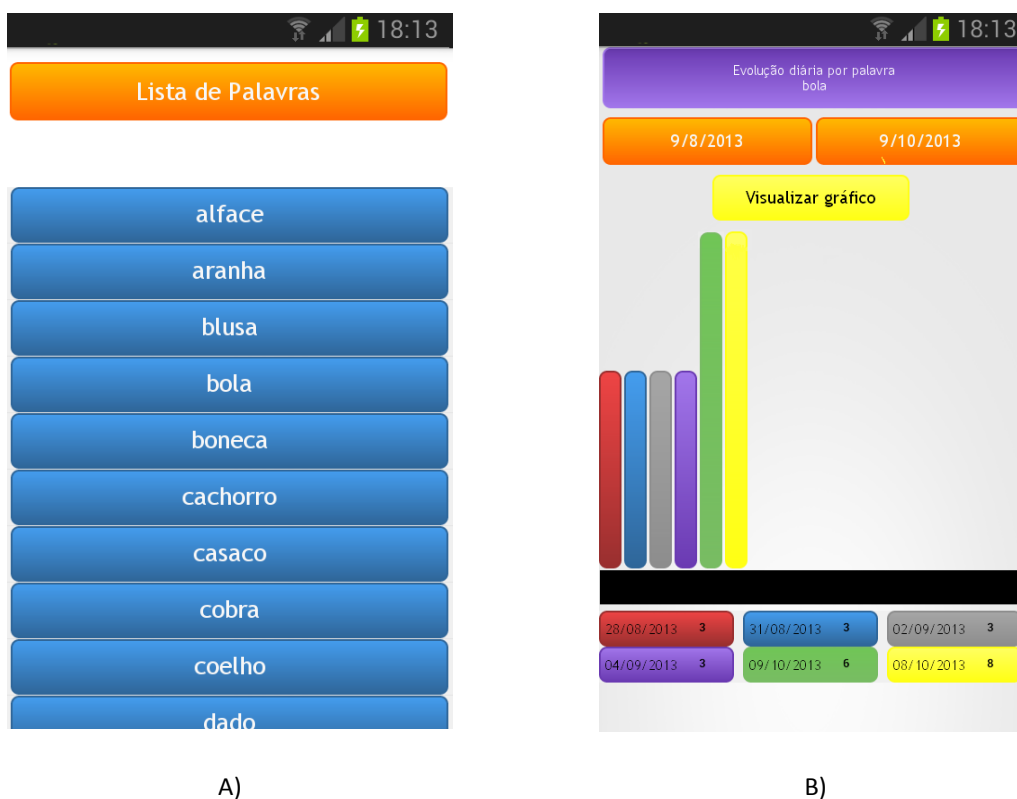 18:13
Lista de Palavras
alface
aranha
blusa
bola
boneca
cachorro
casaco
cobra
coelho
dado
A)
18:13
Evolução diária por palavra
bola
9/8/2013 9/10/2013
Visualizar gráfico
28/08/2013 3 31/08/2013 3 02/09/2013 3
04/09/2013 3 09/10/2013 6 08/10/2013 8
B)